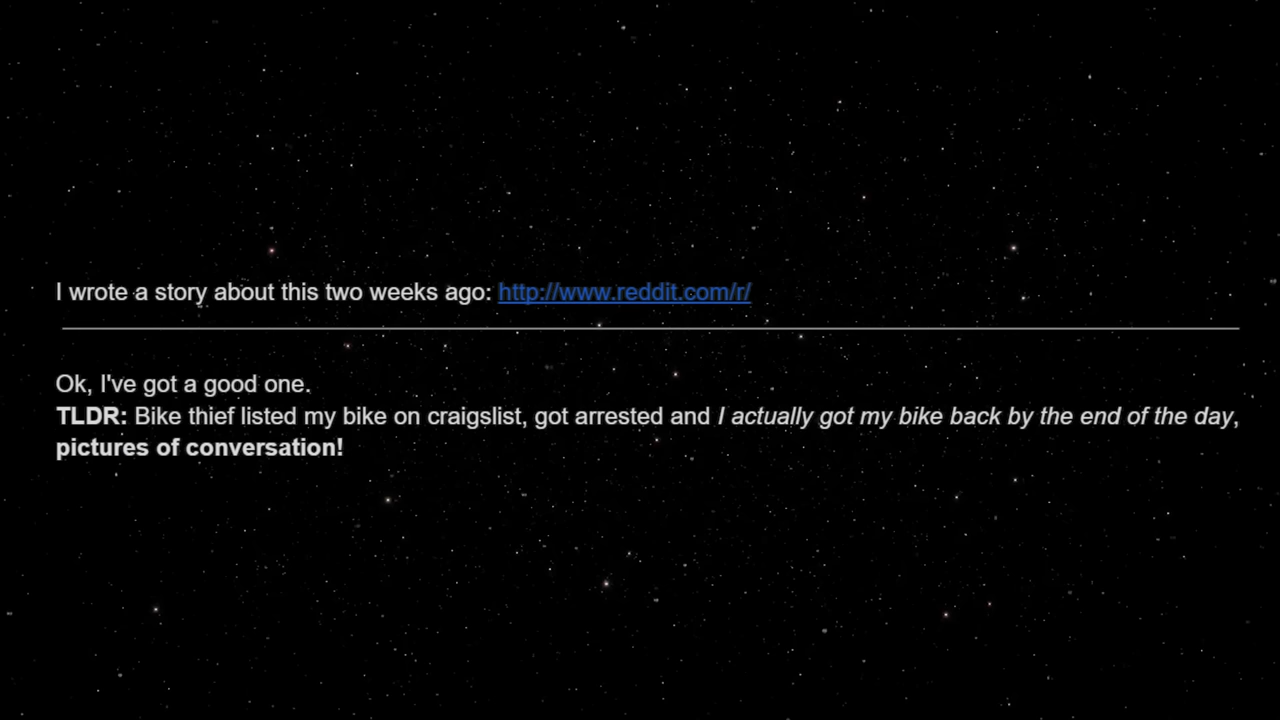 I wrote a story about this two weeks ago: http://www.reddit.com/r/
Ok, I've got a good one.
TLDR: Bike thief listed my bike on craigslist, got arrested and I actually got my bike back by the end of the day,
pictures of conversation!